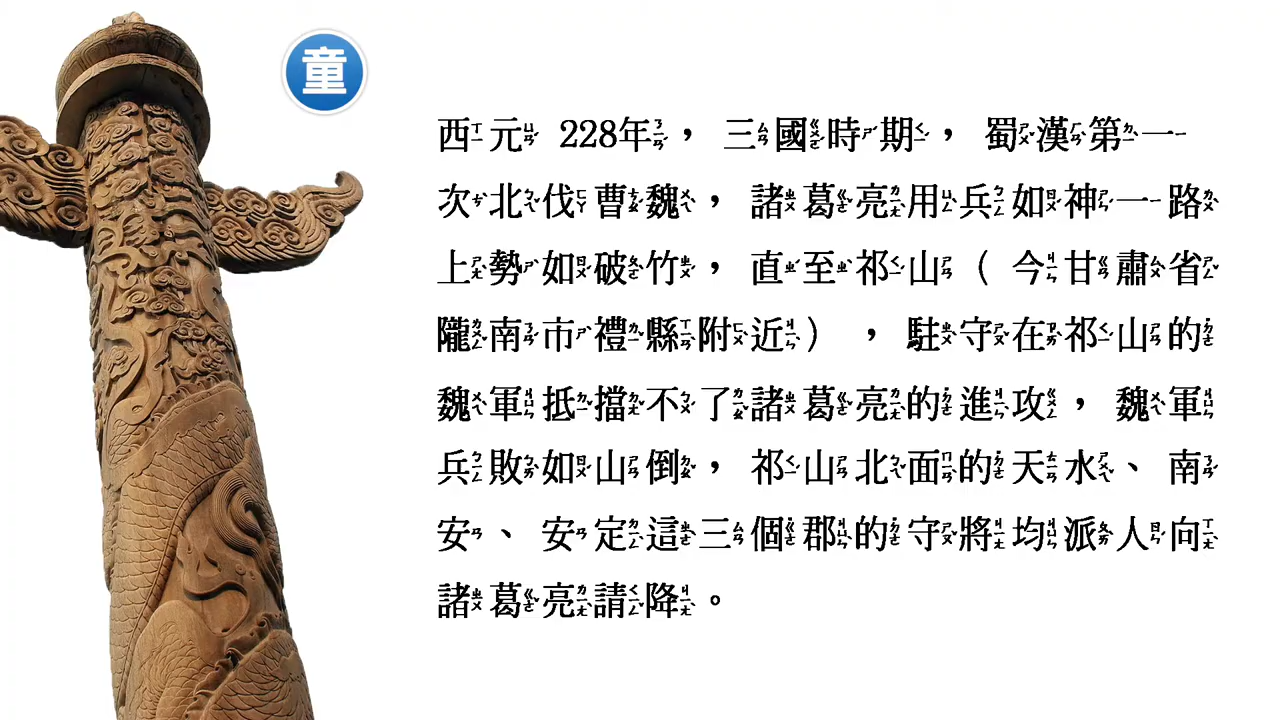 童
西元 228年，三國時期，蜀漢第一
次北伐曹魏，諸葛亮用兵如神一路
上勢如破竹，直至祁山（今甘肅省
隴南市禮縣附近），駐守在祁山的
魏軍抵擋不了諸葛亮的進攻，魏軍
兵敗如山倒，祁山北面的天水、南
安、安定這三個郡的守將均派人向
諸葛亮請降。